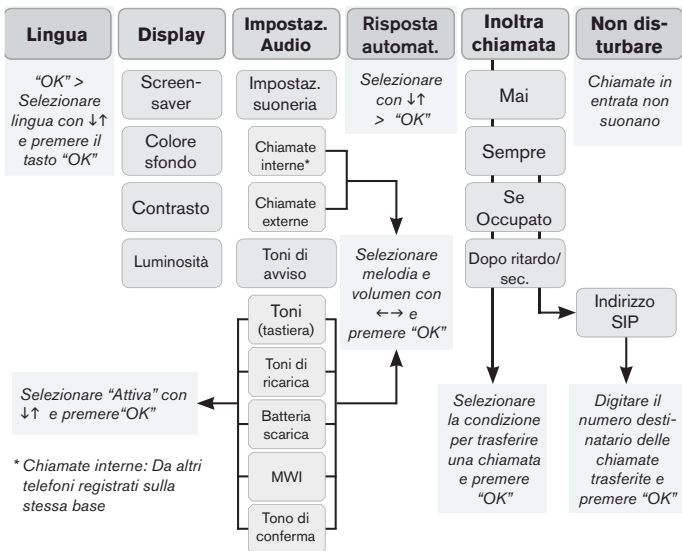 Lingua
"OK" >
Selezionare
lingua con ↓↑
e premere il
tasto "OK"
Display
Screen-
saver
Colore
sfondo
Contrasto
Luminosità
Impostaz.
Audio
Impostaz.
suoneria
Chiamate
interne*
Chiamate
externe
Toni di
avviso
Toni
(tastiera)
Toni di
ricarica
Batteria
scarica
MWI
Tono di
conferma
Risposta
automat.
Selezionare
con ↓↑
> "OK"
Selezionare
melodia e
volumen con
←→ e
premere "OK"
Inoltra
chiamata
Mai
Sempre
Se
Occupato
Dopo ritardo/
sec.
Selezionare
la condizione
per trasferire
una chiamata
e premere
"OK"
Non dis-
turbare
Chiamate in
entrata non
suonano
Indirizzo
SIP
Digitare il
numero desti-
natario delle
chiamate
trasferite e
premere "OK"
Selezionare "Attiva" con
↓↑ e premere"OK"
* Chiamate interne: Da altri
telefoni registrati sulla
stessa base